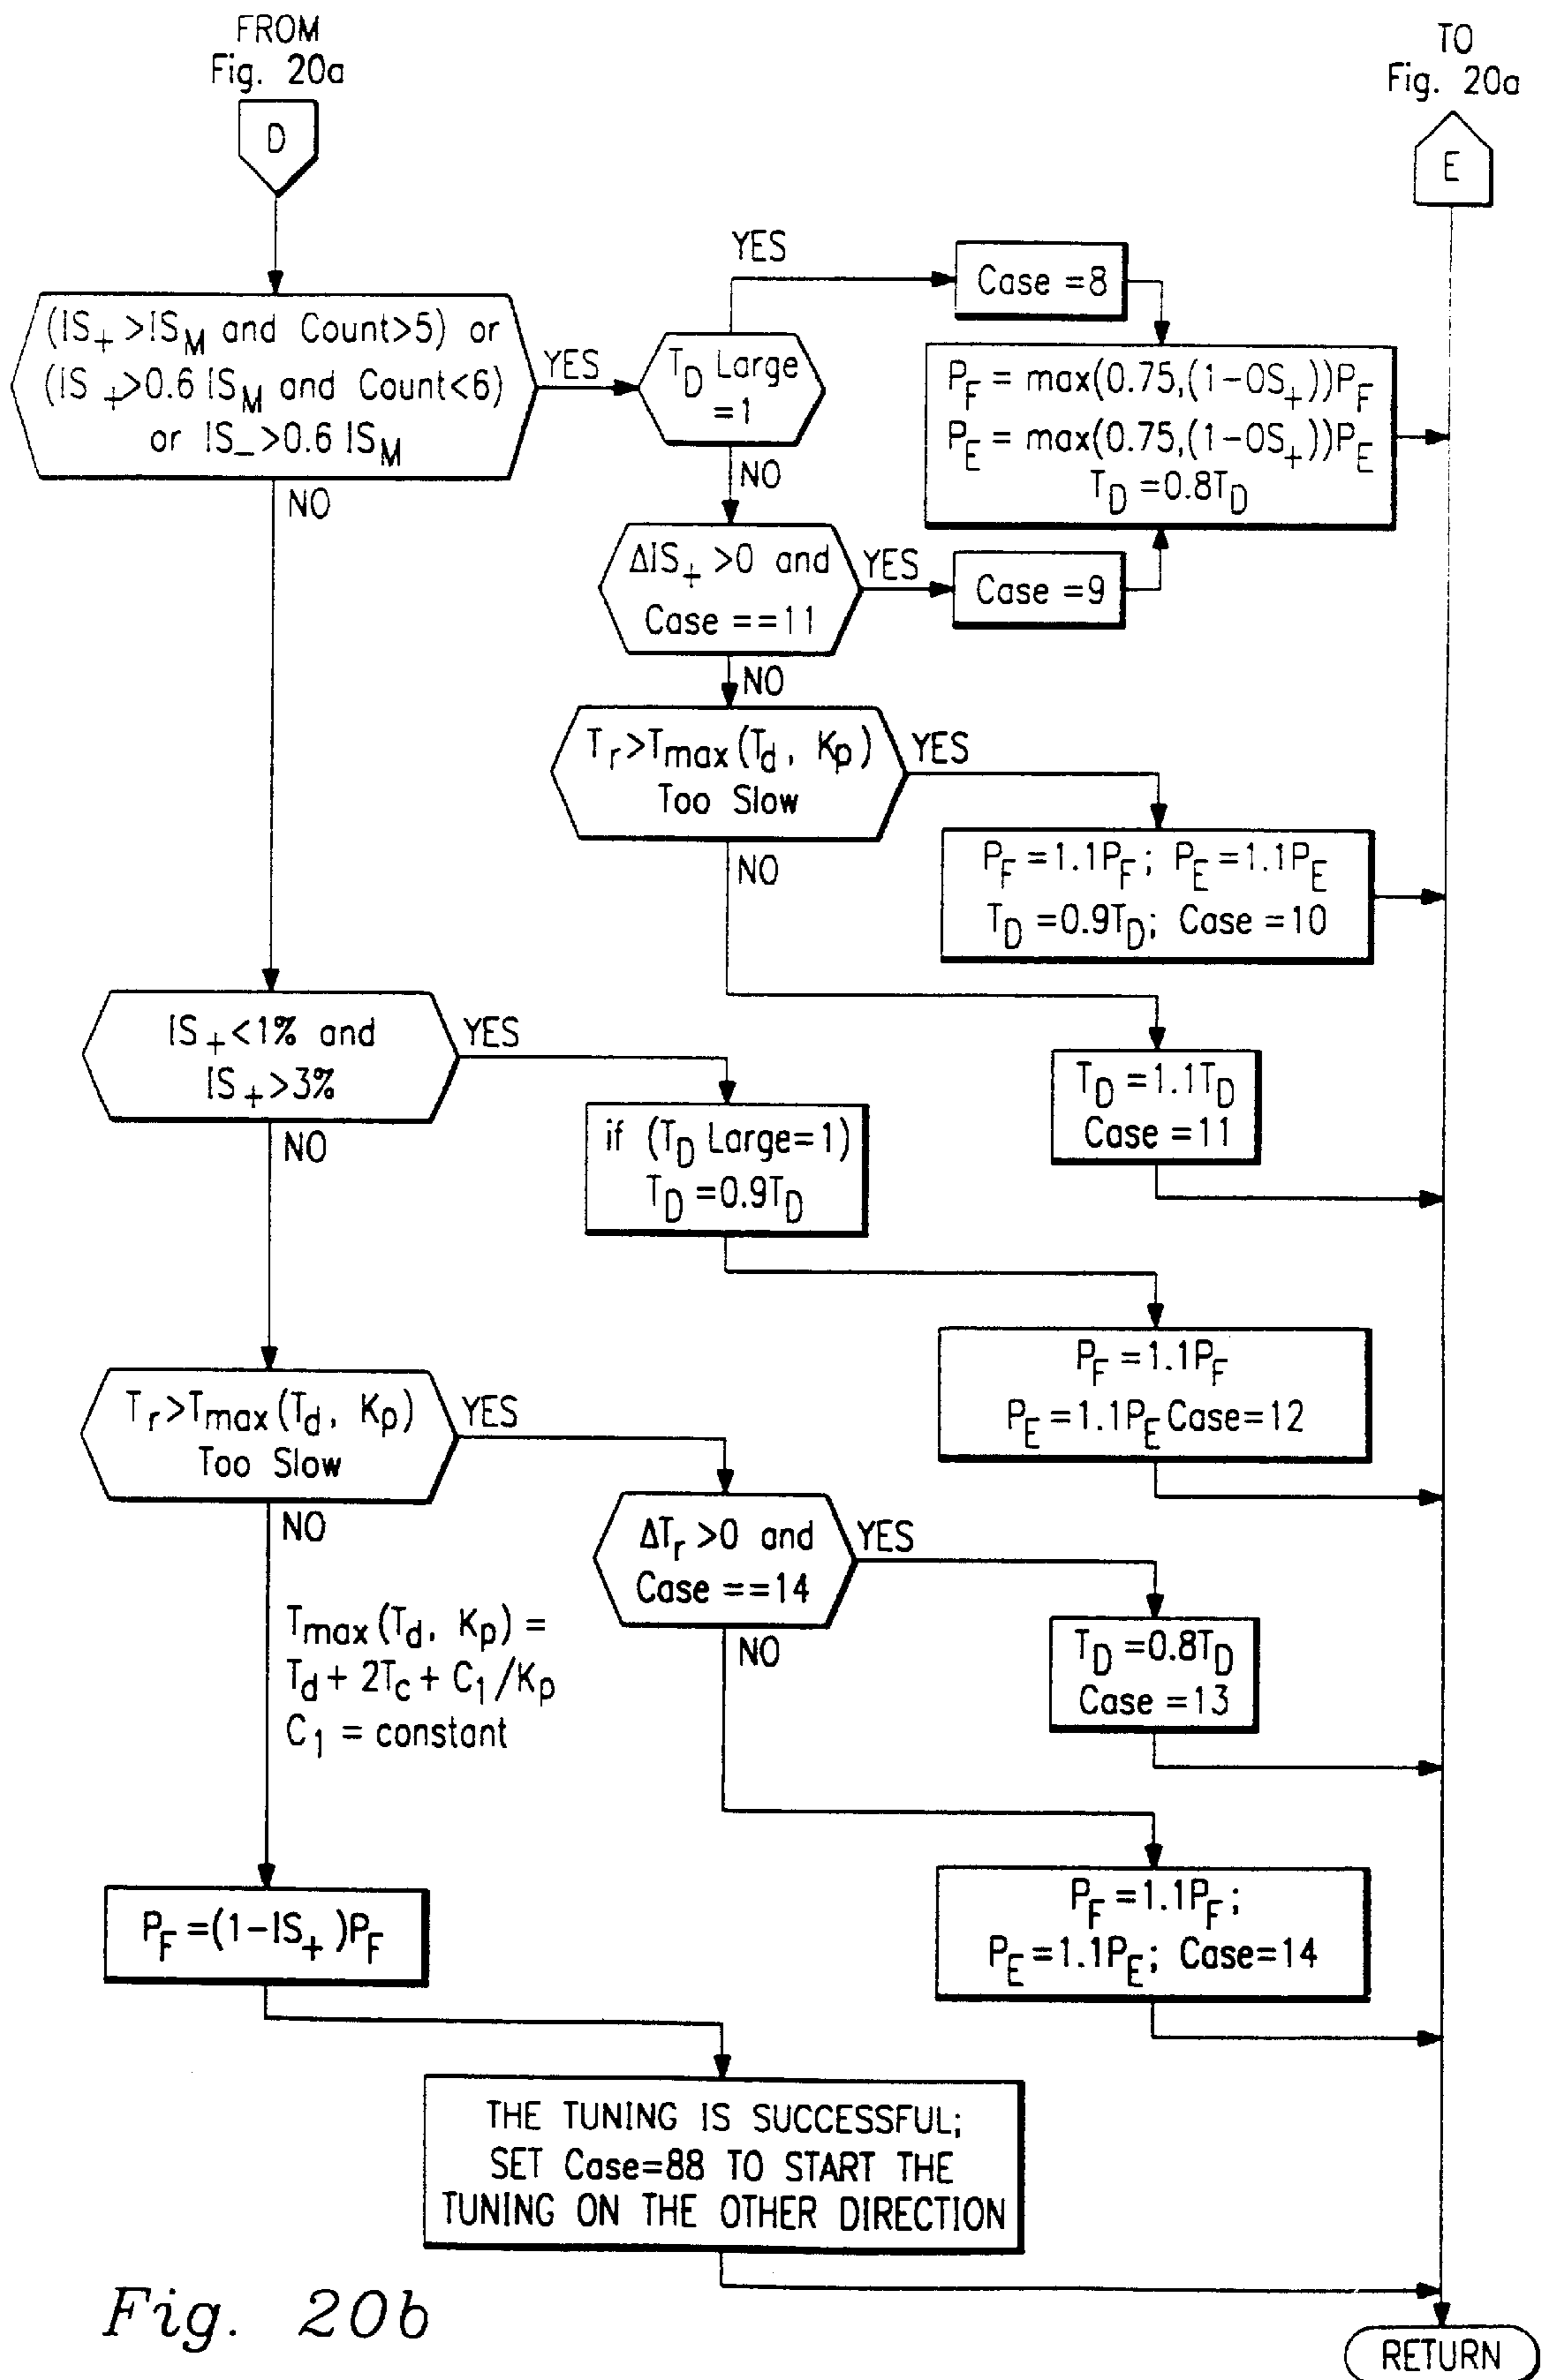 FROM
Fig. 20a
D
TO
Fig. 20a
E
(IS₊ >IS_M and Count>5) or
(IS₊>0.6 IS_M and Count<6)
or IS₋>0.6 IS_M
YES
NO
T_D Large
=1
YES
NO
Case =8
P_F = max(0.75,(1-OS₊))P_F
P_E = max(0.75,(1-OS₊))P_E
T_D =0.8T_D
ΔIS₊ >0 and
Case ==11
YES
NO
Case =9
T_r>T_max(T_d, K_p)
Too Slow
YES
NO
P_F =1.1P_F; P_E =1.1P_E
T_D =0.9T_D; Case =10
T_D =1.1T_D
Case =11
IS₊<1% and
IS₊>3%
YES
NO
if (T_D Large=1)
T_D =0.9T_D
P_F =1.1P_F
P_E =1.1P_E Case=12
T_r>T_max(T_d, K_p)
Too Slow
YES
NO
ΔT_r >0 and
Case ==14
YES
NO
T_D =0.8T_D
Case =13
T_max(T_d, K_p) =
T_d + 2T_c + C₁/K_p
C₁ = constant
P_F =1.1P_F;
P_E =1.1P_E; Case=14
P_F =(1-IS₊)P_F
THE TUNING IS SUCCESSFUL;
SET Case=88 TO START THE
TUNING ON THE OTHER DIRECTION
RETURN
Fig. 20b